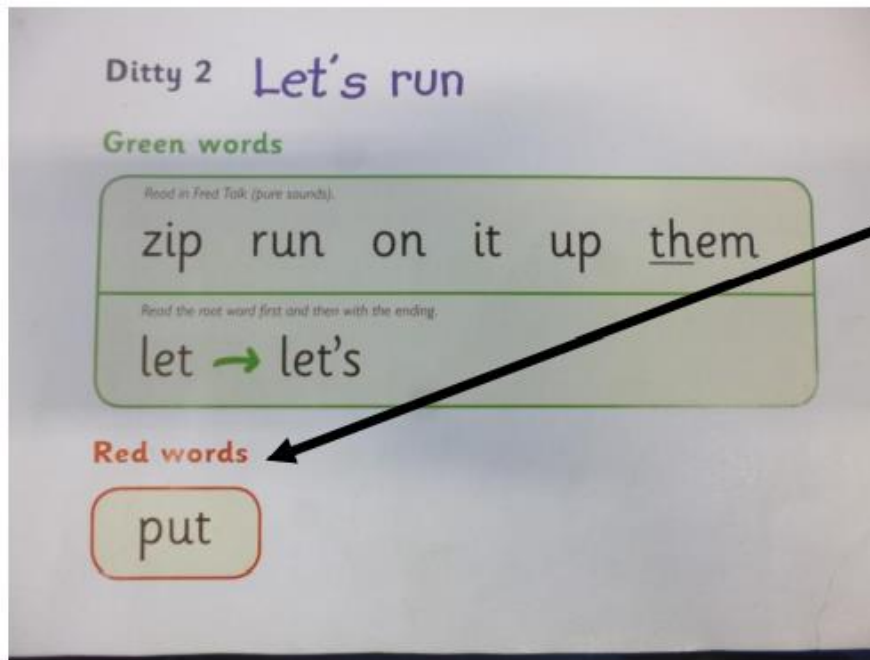 Ditty 2 Let's run
Green words
Read in Fred Talk (pure sounds).
zip run on it up them
Read the root word first and then with the ending.
let → let's
Red words
put